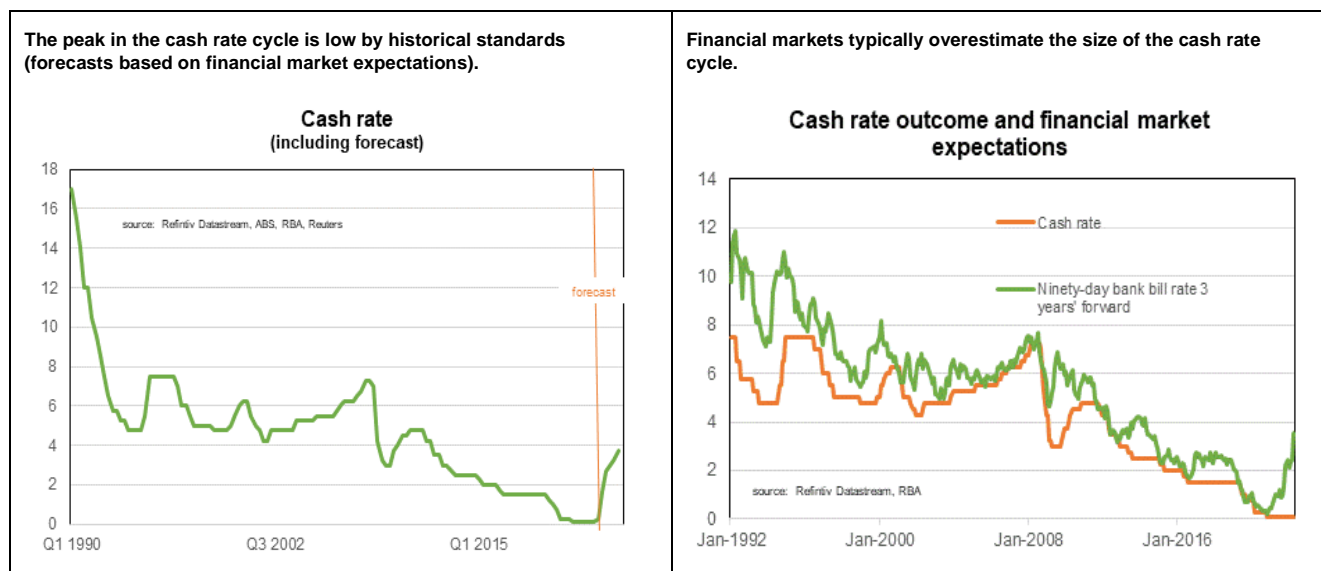 The peak in the cash rate cycle is low by historical standards
(forecasts based on financial market expectations).
Cash rate
(including forecast)
18
16
14
12
10
8
6
4
2
0
source: Refintiv Datastream, ABS, RBA, Reuters
forecast
Q1 1990
Q3 2002
Q1 2015
Financial markets typically overestimate the size of the cash rate
cycle.
Cash rate outcome and financial market
expectations
14
12
10
8
6
4
2
0
Cash rate
Ninety-day bank bill rate 3
years' forward
source: Refintiv Datastream, RBA
Jan-1992
Jan-2000
Jan-2008
Jan-2016